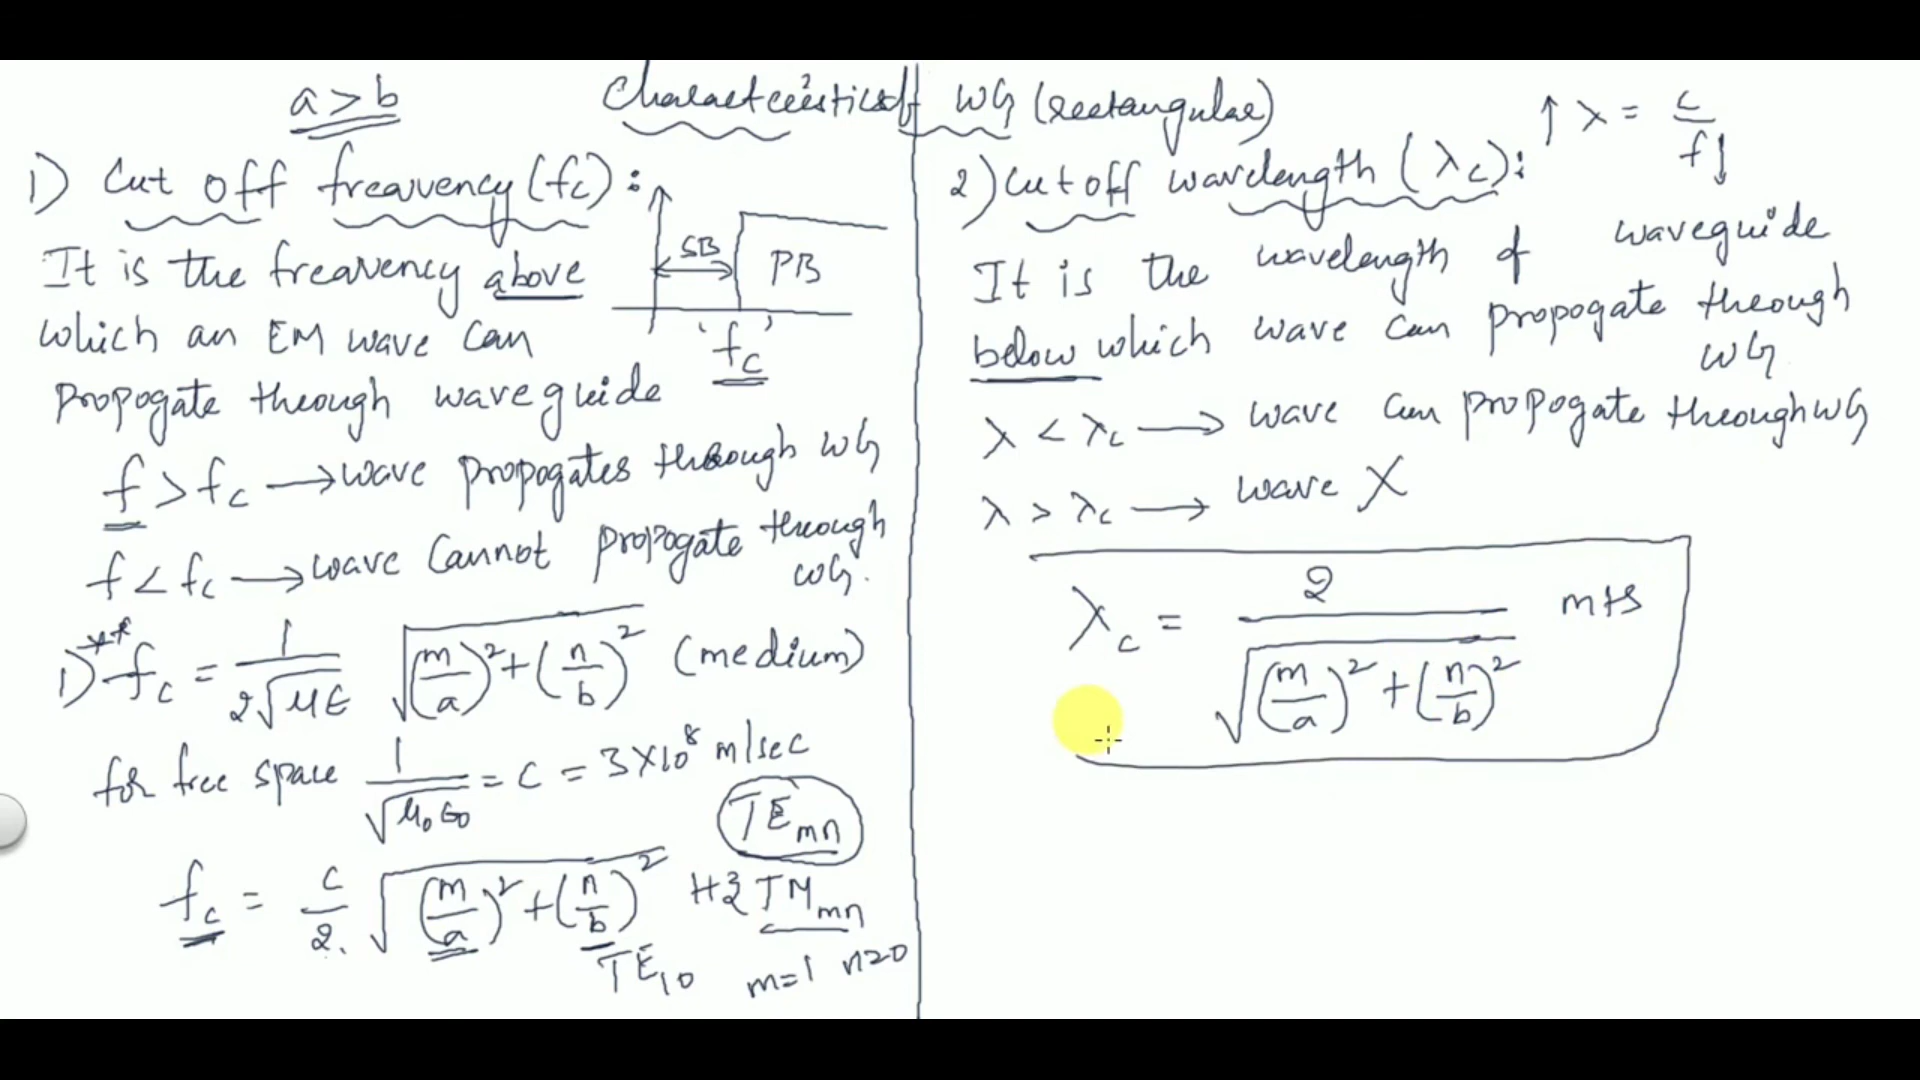 a > b
Characteristics of WG (rectangular)
1) Cut off frequency (fc) :
It is the frequency above
which an EM wave can
propogate through waveguide
SB
PB
fc
f > fc → wave propogates through WG
f < fc → wave Cannot propogate through
WG.
1) ** fc = 1/(2√με) √((m/a)² + (n/b)²) (medium)
for free space 1/√(μ₀ε₀) = c = 3×10⁸ m/sec
TEmn
fc = c/2. √((m/a)² + (n/b)²) Hz TMmn
TE10 m=1 n=0
↑ λ = c/f↓
2) Cut off wavelength (λc):
It is the wavelength of waveguide
below which wave can propogate through
WG
λ < λc → wave can propogate through WG
λ > λc → wave X
λc = 2/√((m/a)² + (n/b)²) mts